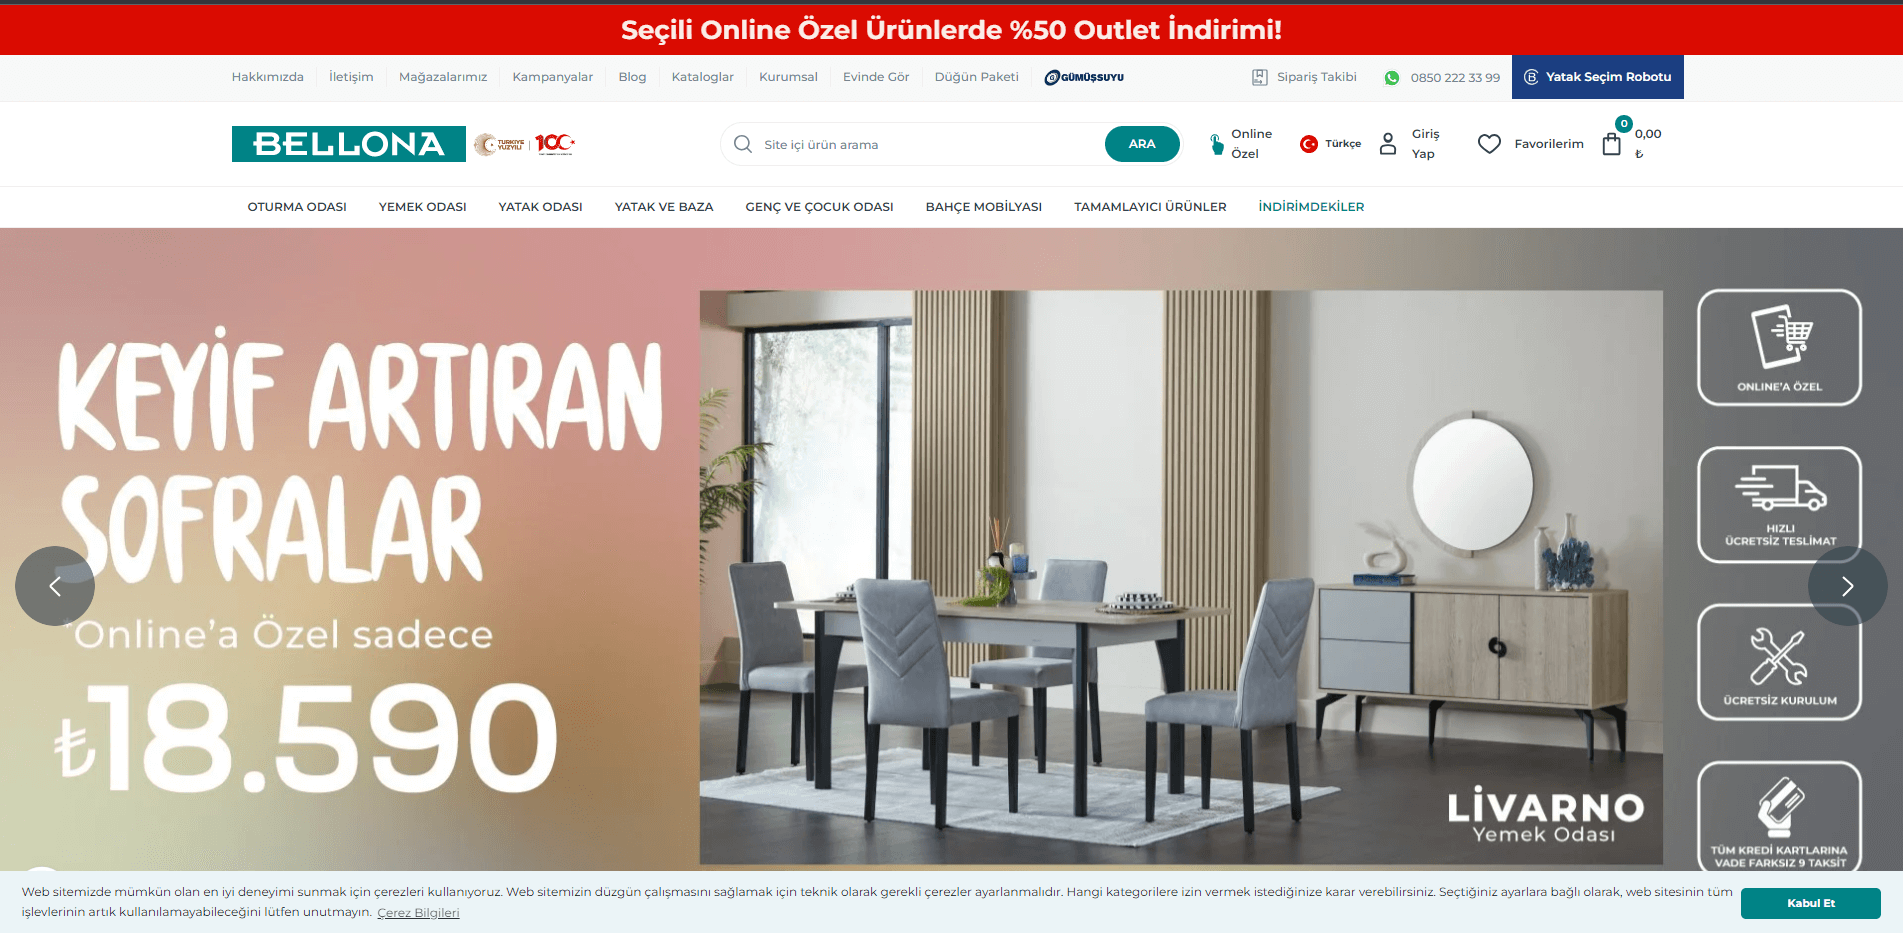 Seçili Online Özel Ürünlerde %50 Outlet İndirimi!
Hakkımızda İletişim Mağazalarımız Kampanyalar Blog Kataloglar Kurumsal Evinde Gör Düğün Paketi GÜMÜŞSUYU Sipariş Takibi 0850 222 33 99 Yatak Seçim Robotu
BELLONA
TÜRKİYE
YÜZYILI
100
Site içi ürün arama
ARA
Online
Özel
Türkçe
Giriş
Yap
Favorilerim
0
0,00
₺
OTURMA ODASI YEMEK ODASI YATAK ODASI YATAK VE BAZA GENÇ VE ÇOCUK ODASI BAHÇE MOBİLYASI TAMAMLAYICI ÜRÜNLER İNDİRİMDEKİLER
KEYİF ARTIRAN
SOFRALAR
*Online'a Özel sadece
₺18.590
LİVARNO
Yemek Odası
ONLINE'A ÖZEL
HIZLI
ÜCRETSİZ TESLİMAT
ÜCRETSİZ KURULUM
TÜM KREDİ KARTLARINA
VADE FARKSIZ 9 TAKSİT
Web sitemizde mümkün olan en iyi deneyimi sunmak için çerezleri kullanıyoruz. Web sitemizin düzgün çalışmasını sağlamak için teknik olarak gerekli çerezler ayarlanmalıdır. Hangi kategorilere izin vermek istediğinize karar verebilirsiniz. Seçtiğiniz ayarlara bağlı olarak, web sitesinin tüm
işlevlerinin artık kullanılamayabileceğini lütfen unutmayın. Çerez Bilgileri
Kabul Et